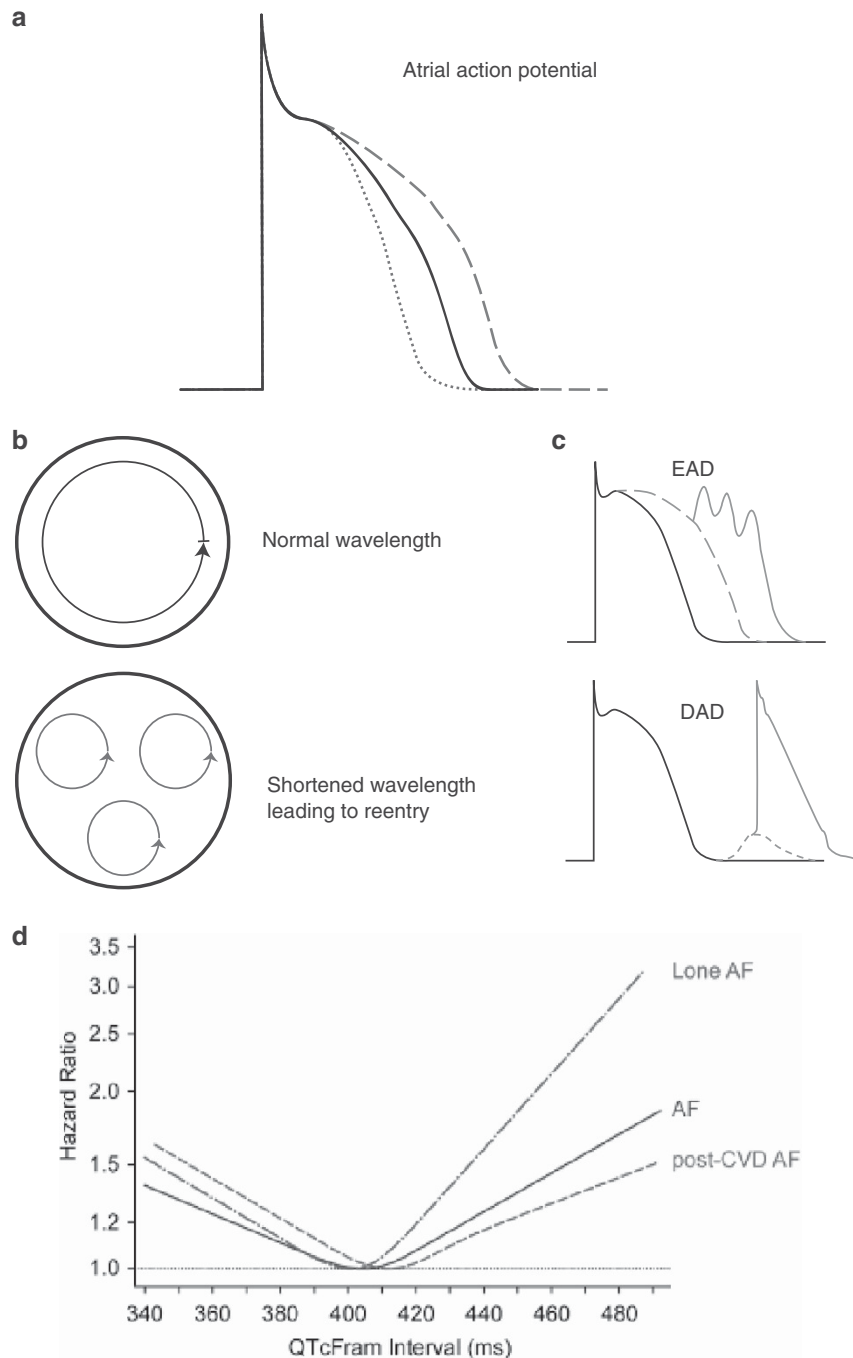 a
Atrial action potential
b
Normal wavelength
Shortened wavelength
leading to reentry
c
EAD
DAD
d
3.5
3.0
2.5
2.0
1.5
1.2
1.0
Hazard Ratio
Lone AF
AF
post-CVD AF
340 360 380 400 420 440 460 480
QTcFram Interval (ms)